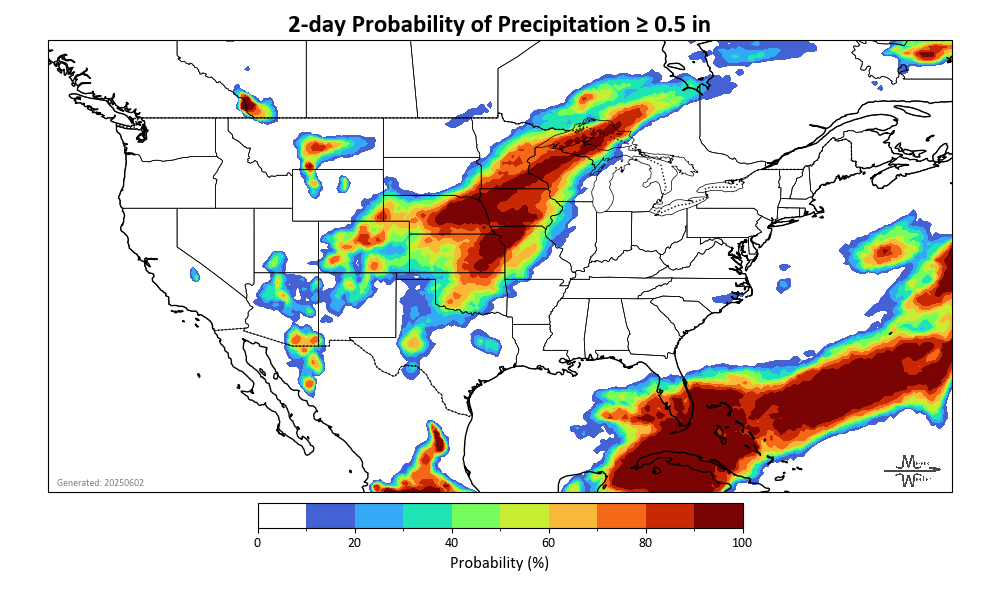 2-day Probability of Precipitation ≥ 0.5 in
Generated: 20250602
0 20 40 60 80 100
Probability (%)